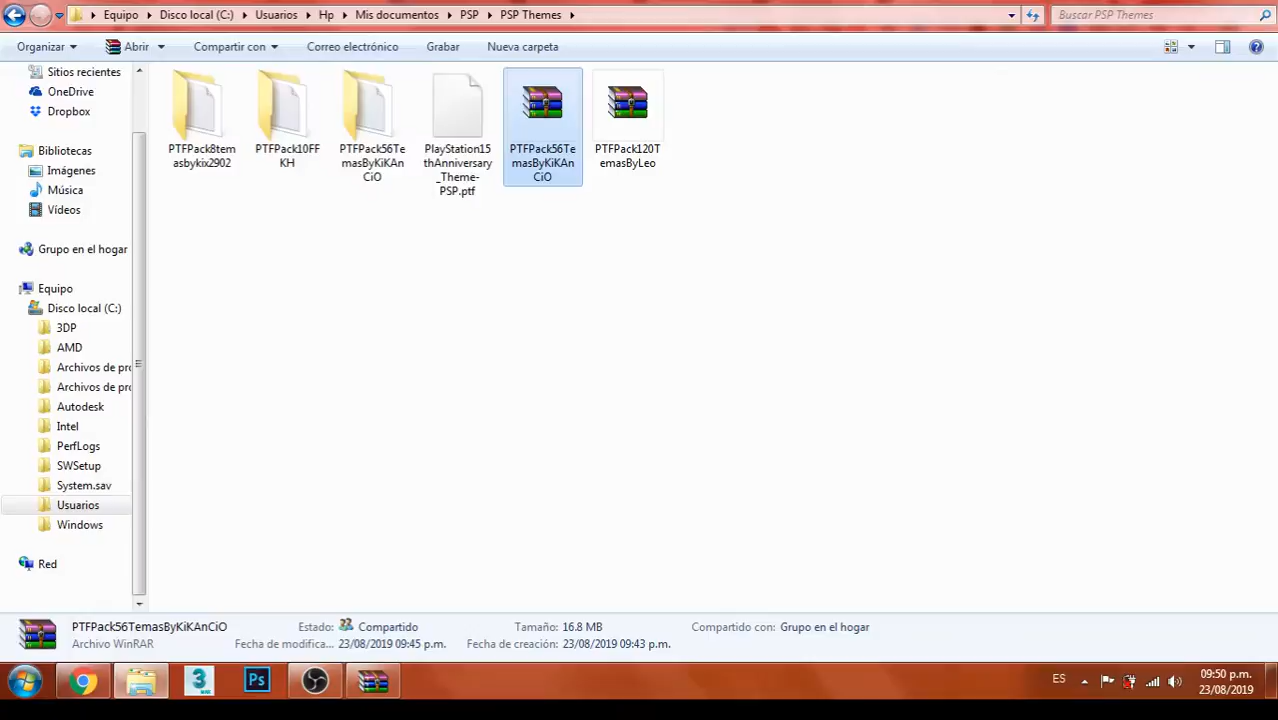 Equipo Disco local (C:) Usuarios Hp Mis documentos PSP PSP Themes
Buscar PSP Themes
Organizar Abrir Compartir con Correo electrónico Grabar Nueva carpeta
Sitios recientes
OneDrive
Dropbox
Bibliotecas
Imágenes
Música
Vídeos
Grupo en el hogar
Equipo
Disco local (C:)
3DP
AMD
Archivos de pro
Archivos de pro
Autodesk
Intel
PerfLogs
SWSetup
System.sav
Usuarios
Windows
Red
PTFPack8tem
asbykix2902
PTFPack10FF
KH
PTFPack56Te
masByKiKAn
CiO
PlayStation15
thAnniversary
_Theme-
PSP.ptf
PTFPack56Te
masByKiKAn
CiO
PTFPack120T
emasByLeo
PTFPack56TemasByKiKAnCiO Estado: Compartido Tamaño: 16.8 MB Compartido con: Grupo en el hogar
Archivo WinRAR Fecha de modifica... 23/08/2019 09:45 p.m. Fecha de creación: 23/08/2019 09:43 p.m.
3
MAX
Ps
ES
09:50 p.m.
23/08/2019